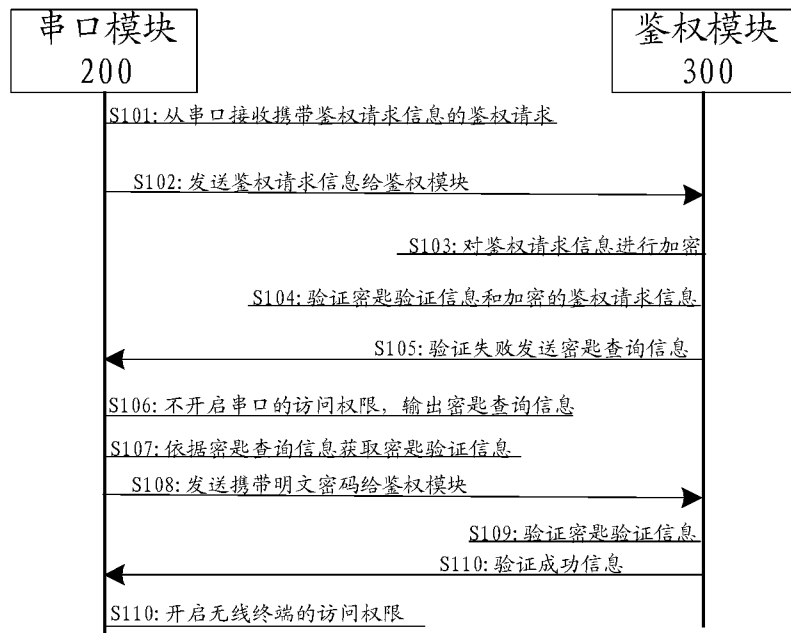 串口模块
200
鉴权模块
300
S101:从串口接收携带鉴权请求信息的鉴权请求
S102:发送鉴权请求信息给鉴权模块
S103:对鉴权请求信息进行加密
S104:验证密匙验证信息和加密的鉴权请求信息
S105:验证失败发送密匙查询信息
S106:不开启串口的访问权限，输出密匙查询信息
S107:依据密匙查询信息获取密匙验证信息
S108:发送携带明文密码给鉴权模块
S109:验证密匙验证信息
S110:验证成功信息
S110:开启无线终端的访问权限